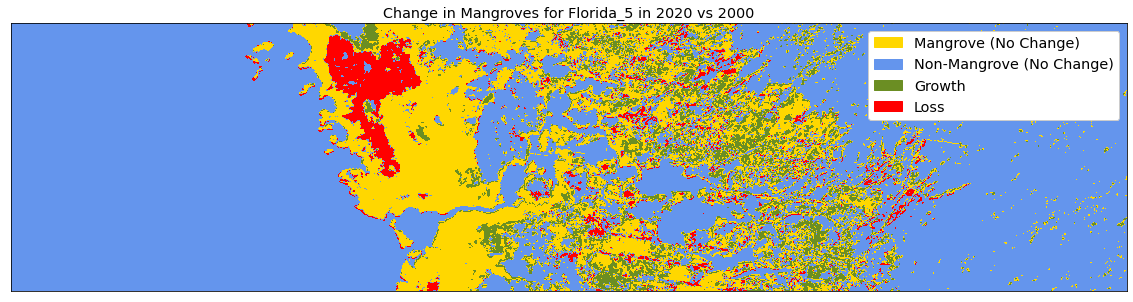 Change in Mangroves for Florida_5 in 2020 vs 2000
Mangrove (No Change)
Non-Mangrove (No Change)
Growth
Loss